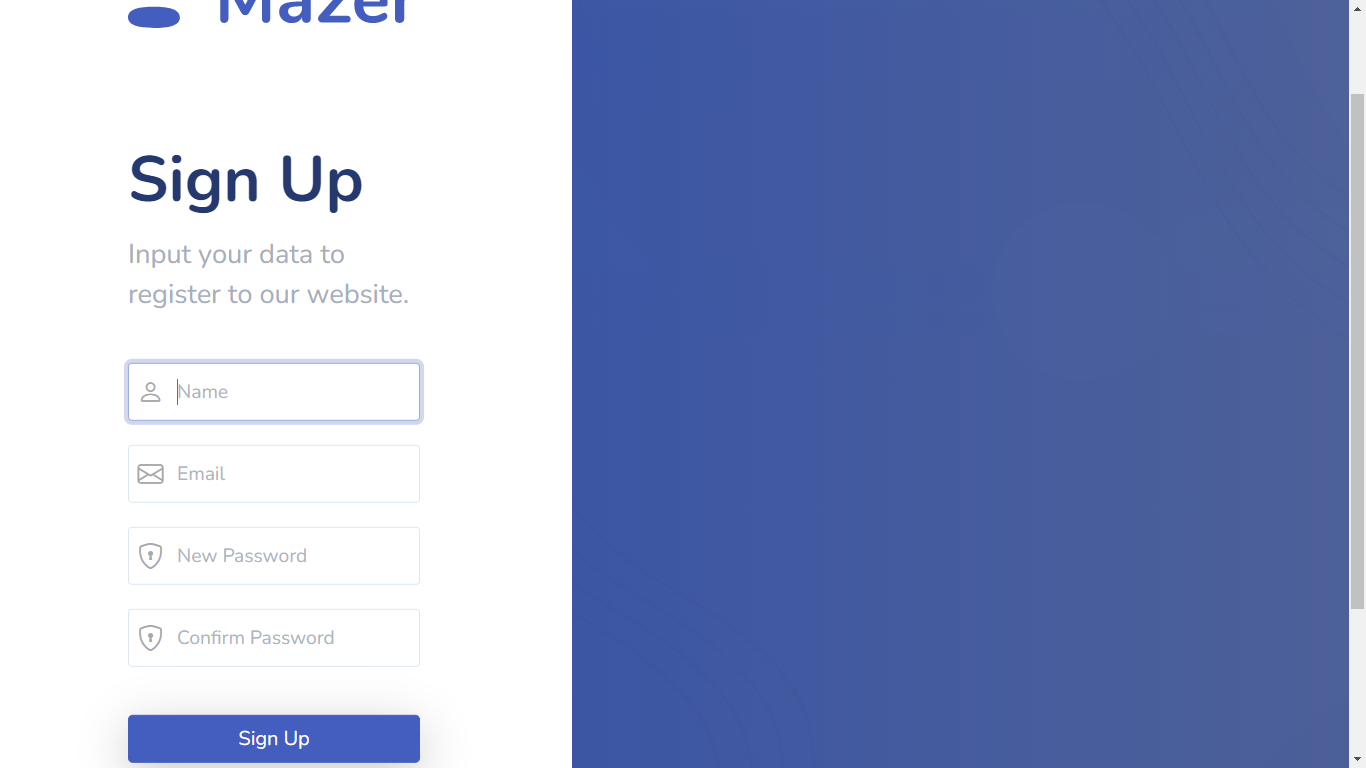 Mazer
Sign Up
Input your data to
register to our website.
Name
Email
New Password
Confirm Password
Sign Up